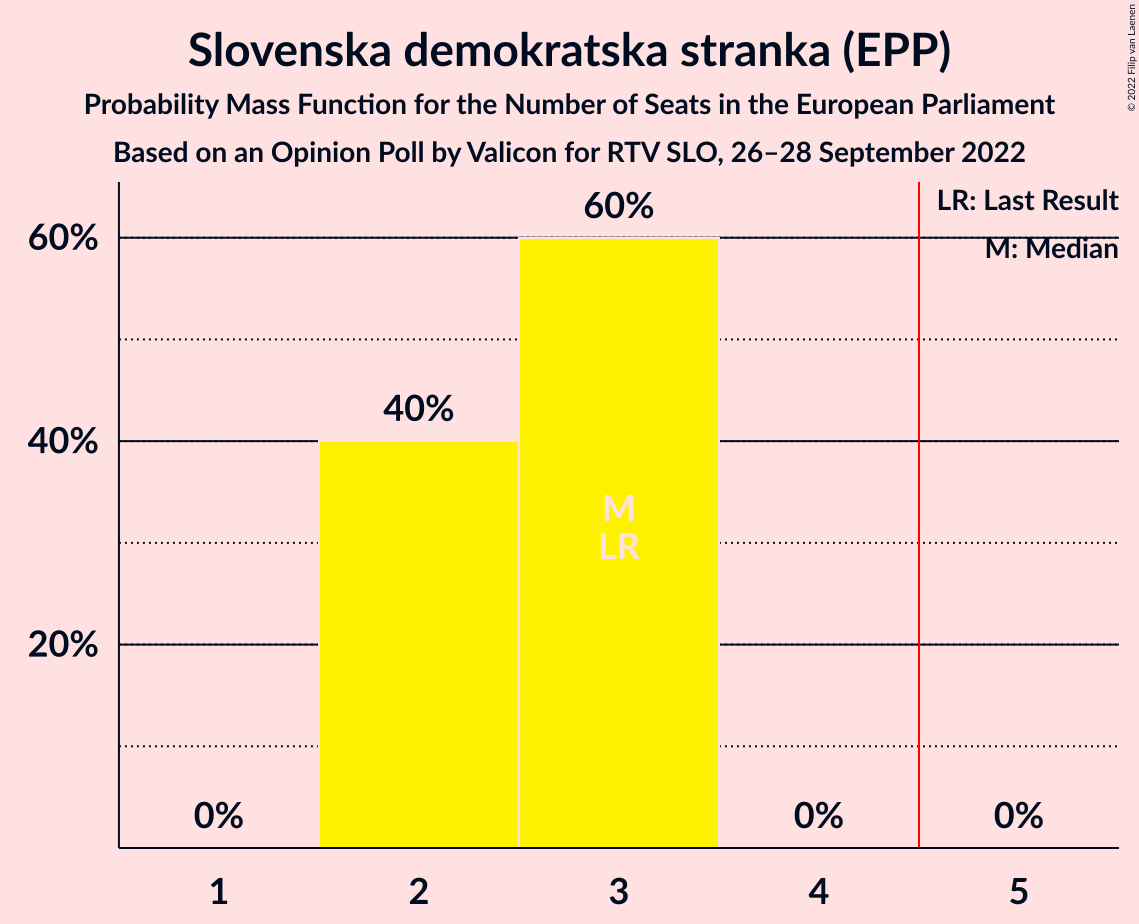 Slovenska demokratska stranka (EPP)
Probability Mass Function for the Number of Seats in the European Parliament
Based on an Opinion Poll by Valicon for RTV SLO, 26–28 September 2022
© 2022 Filip van Laenen
LR: Last Result
M: Median
60%
40%
20%
0%
40%
60%
0%
0%
M
LR
1
2
3
4
5